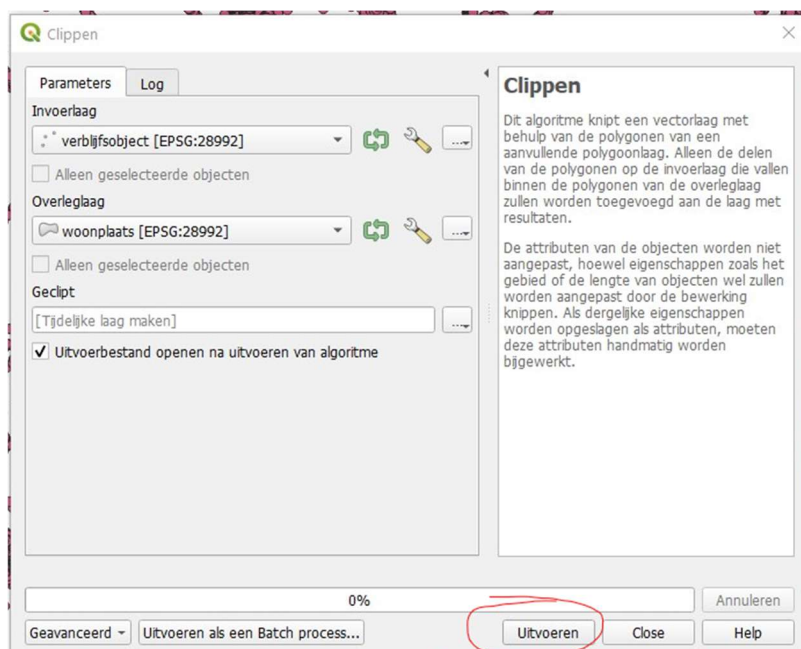 Clippen
Parameters
Log
Invoerlaag
verblijfsobject [EPSG:28992]
...
Alleen geselecteerde objecten
Overleglaag
woonplaats [EPSG:28992]
...
Alleen geselecteerde objecten
Geclipt
[Tijdelijke laag maken]
...
Uitvoerbestand openen na uitvoeren van algoritme
Clippen
Dit algoritme knipt een vectorlaag met
behulp van de polygonen van een
aanvullende polygoonlaag. Alleen de delen
van de polygonen op de invoerlaag die vallen
binnen de polygonen van de overleglaag
zullen worden toegevoegd aan de laag met
resultaten.
De attributen van de objecten worden niet
aangepast, hoewel eigenschappen zoals het
gebied of de lengte van objecten wel zullen
worden aangepast door de bewerking
knippen. Als dergelijke eigenschappen
worden opgeslagen als attributen, moeten
deze attributen handmatig worden
bijgewerkt.
0%
Annuleren
Geavanceerd
Uitvoeren als een Batch process...
Uitvoeren
Close
Help